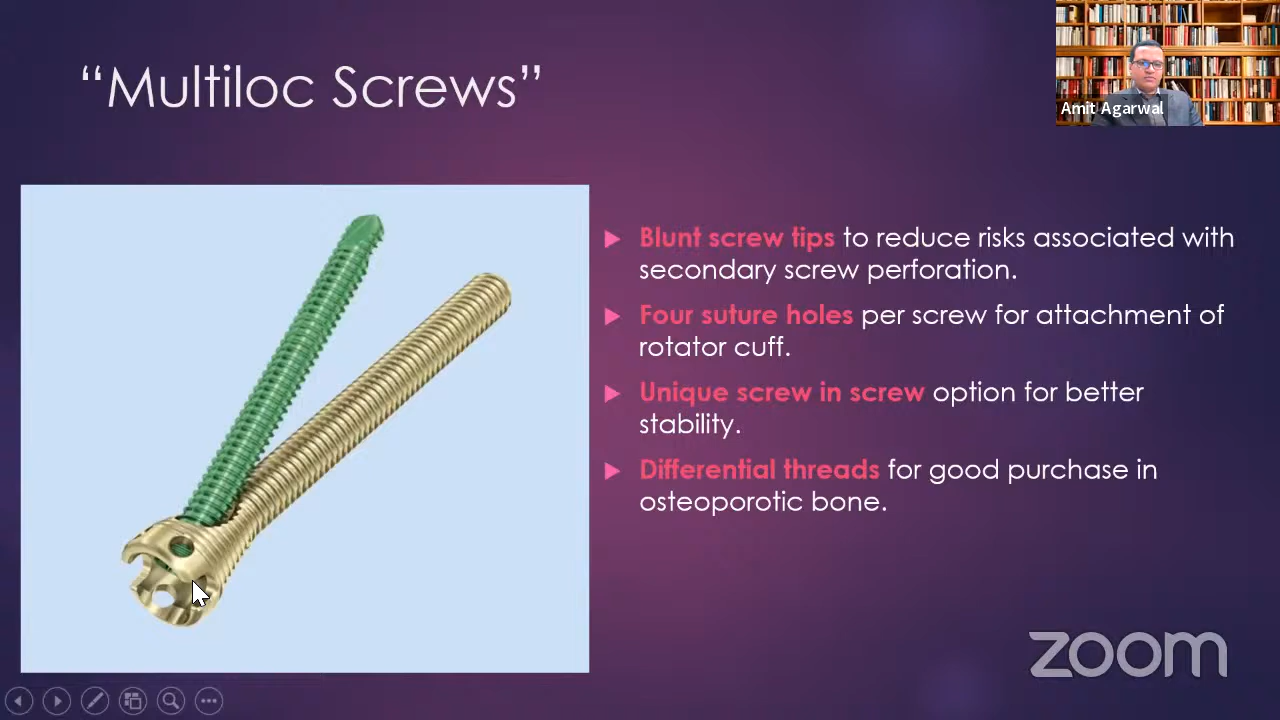 “Multiloc Screws”
Amit Agarwal
Blunt screw tips to reduce risks associated with
secondary screw perforation.
Four suture holes per screw for attachment of
rotator cuff.
Unique screw in screw option for better
stability.
Differential threads for good purchase in
osteoporotic bone.
zoom